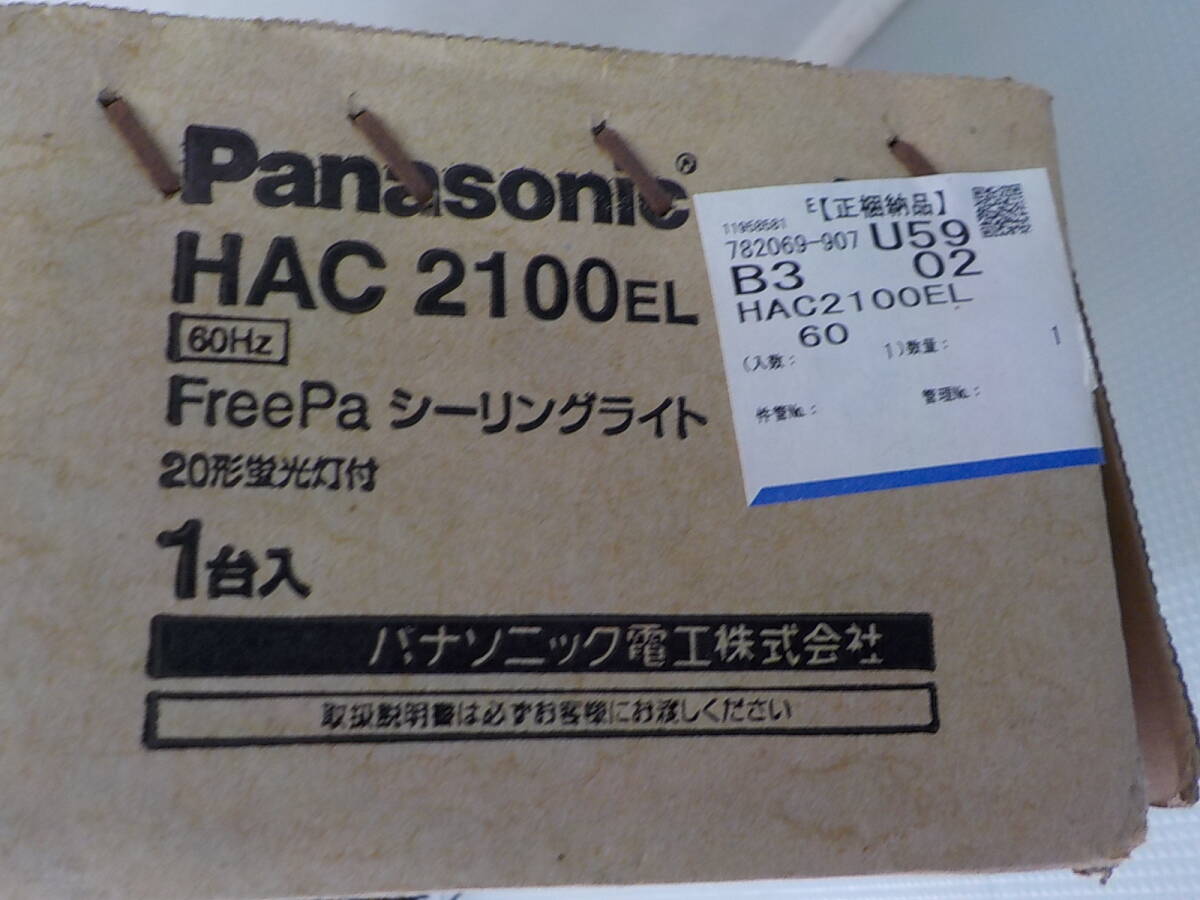 Panasonic®
HAC 2100EL
60Hz
FreePa シーリングライト
20形蛍光灯付
1台入
パナソニック電工株式会社
取扱説明書は必ずお客様にお渡しください
E【正梱納品】
11958581
782069-907 U59
B3 02
HAC2100EL
60
(入数: 1)数量: 1
件管№: 管理№: